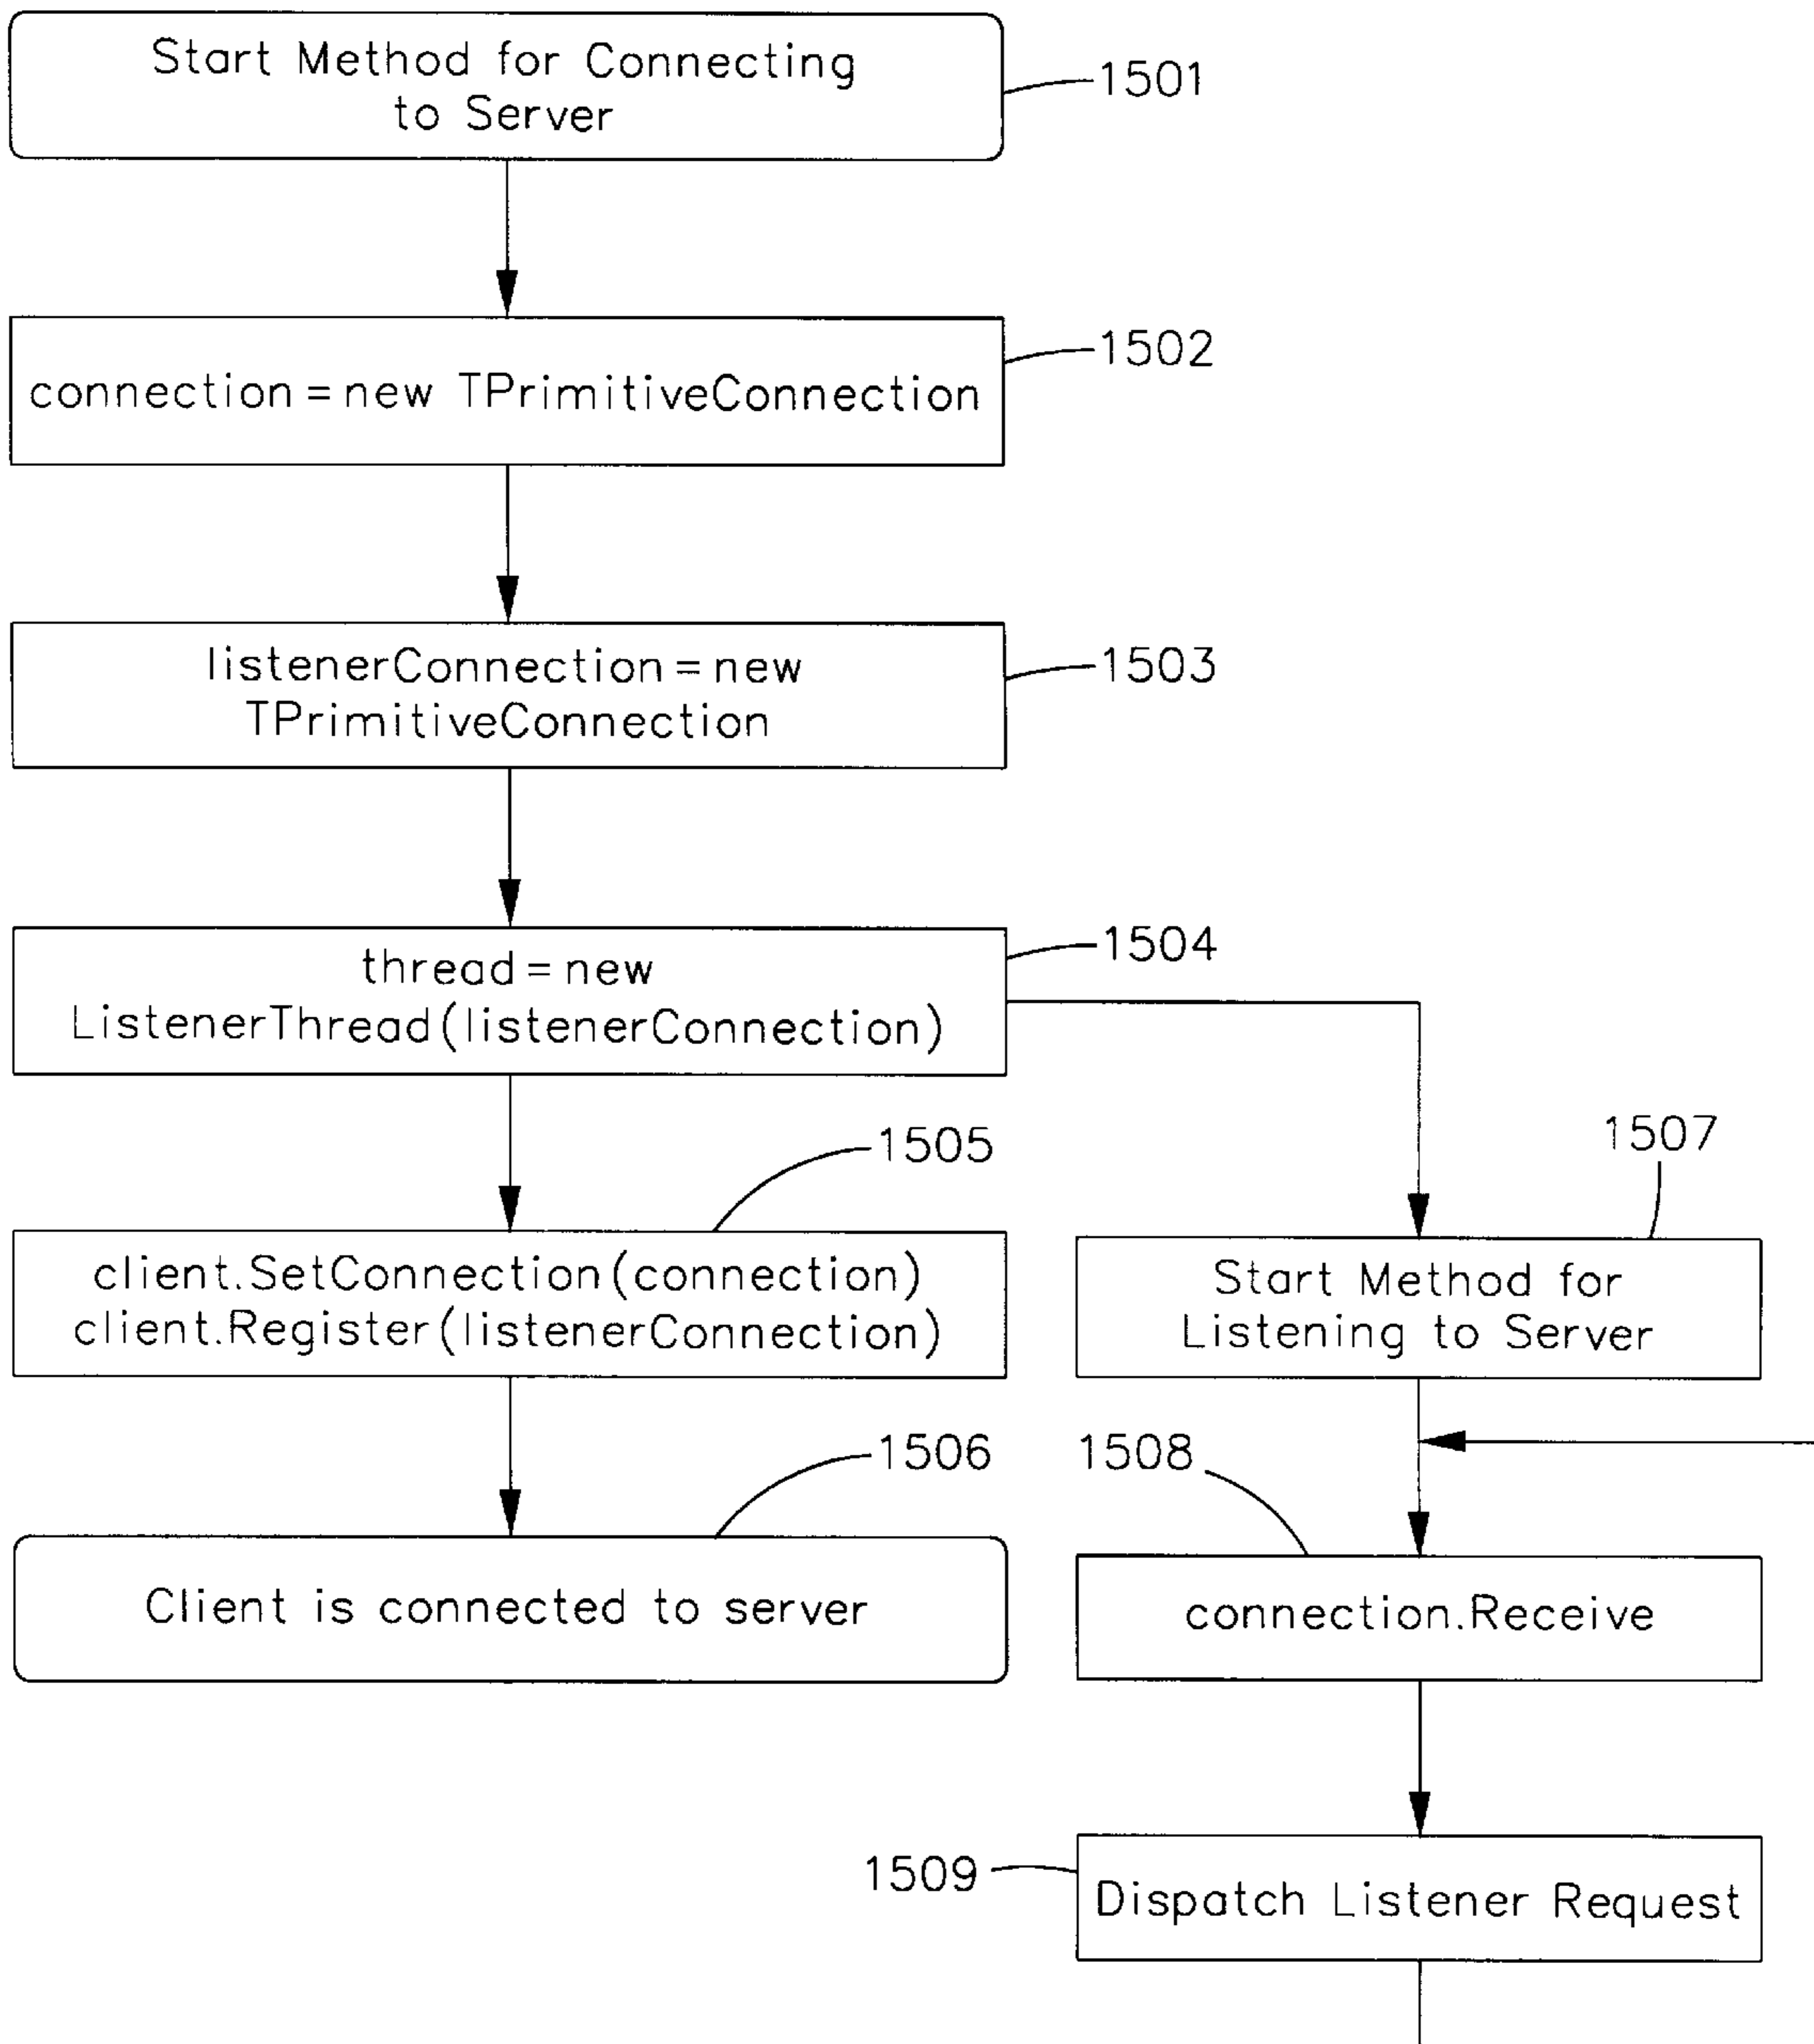 Start Method for Connecting
to Server
1501
connection = new TPrimitiveConnection
1502
listenerConnection = new
TPrimitiveConnection
1503
thread = new
ListenerThread(listenerConnection)
1504
1505
client.SetConnection(connection)
client.Register(listenerConnection)
1507
Start Method for
Listening to Server
1506
Client is connected to server
1508
connection.Receive
1509
Dispatch Listener Request